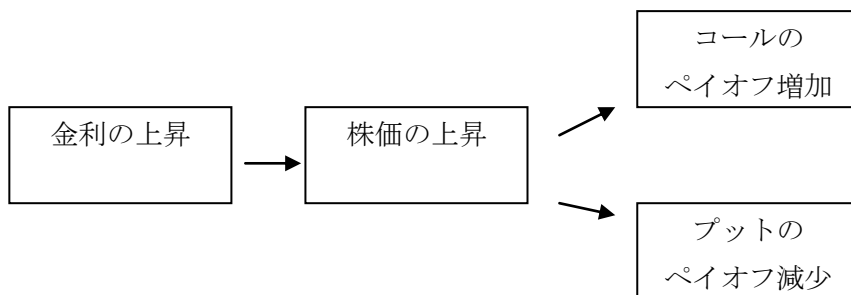 金利の上昇
株価の上昇
コールの
ペイオフ増加
プットの
ペイオフ減少